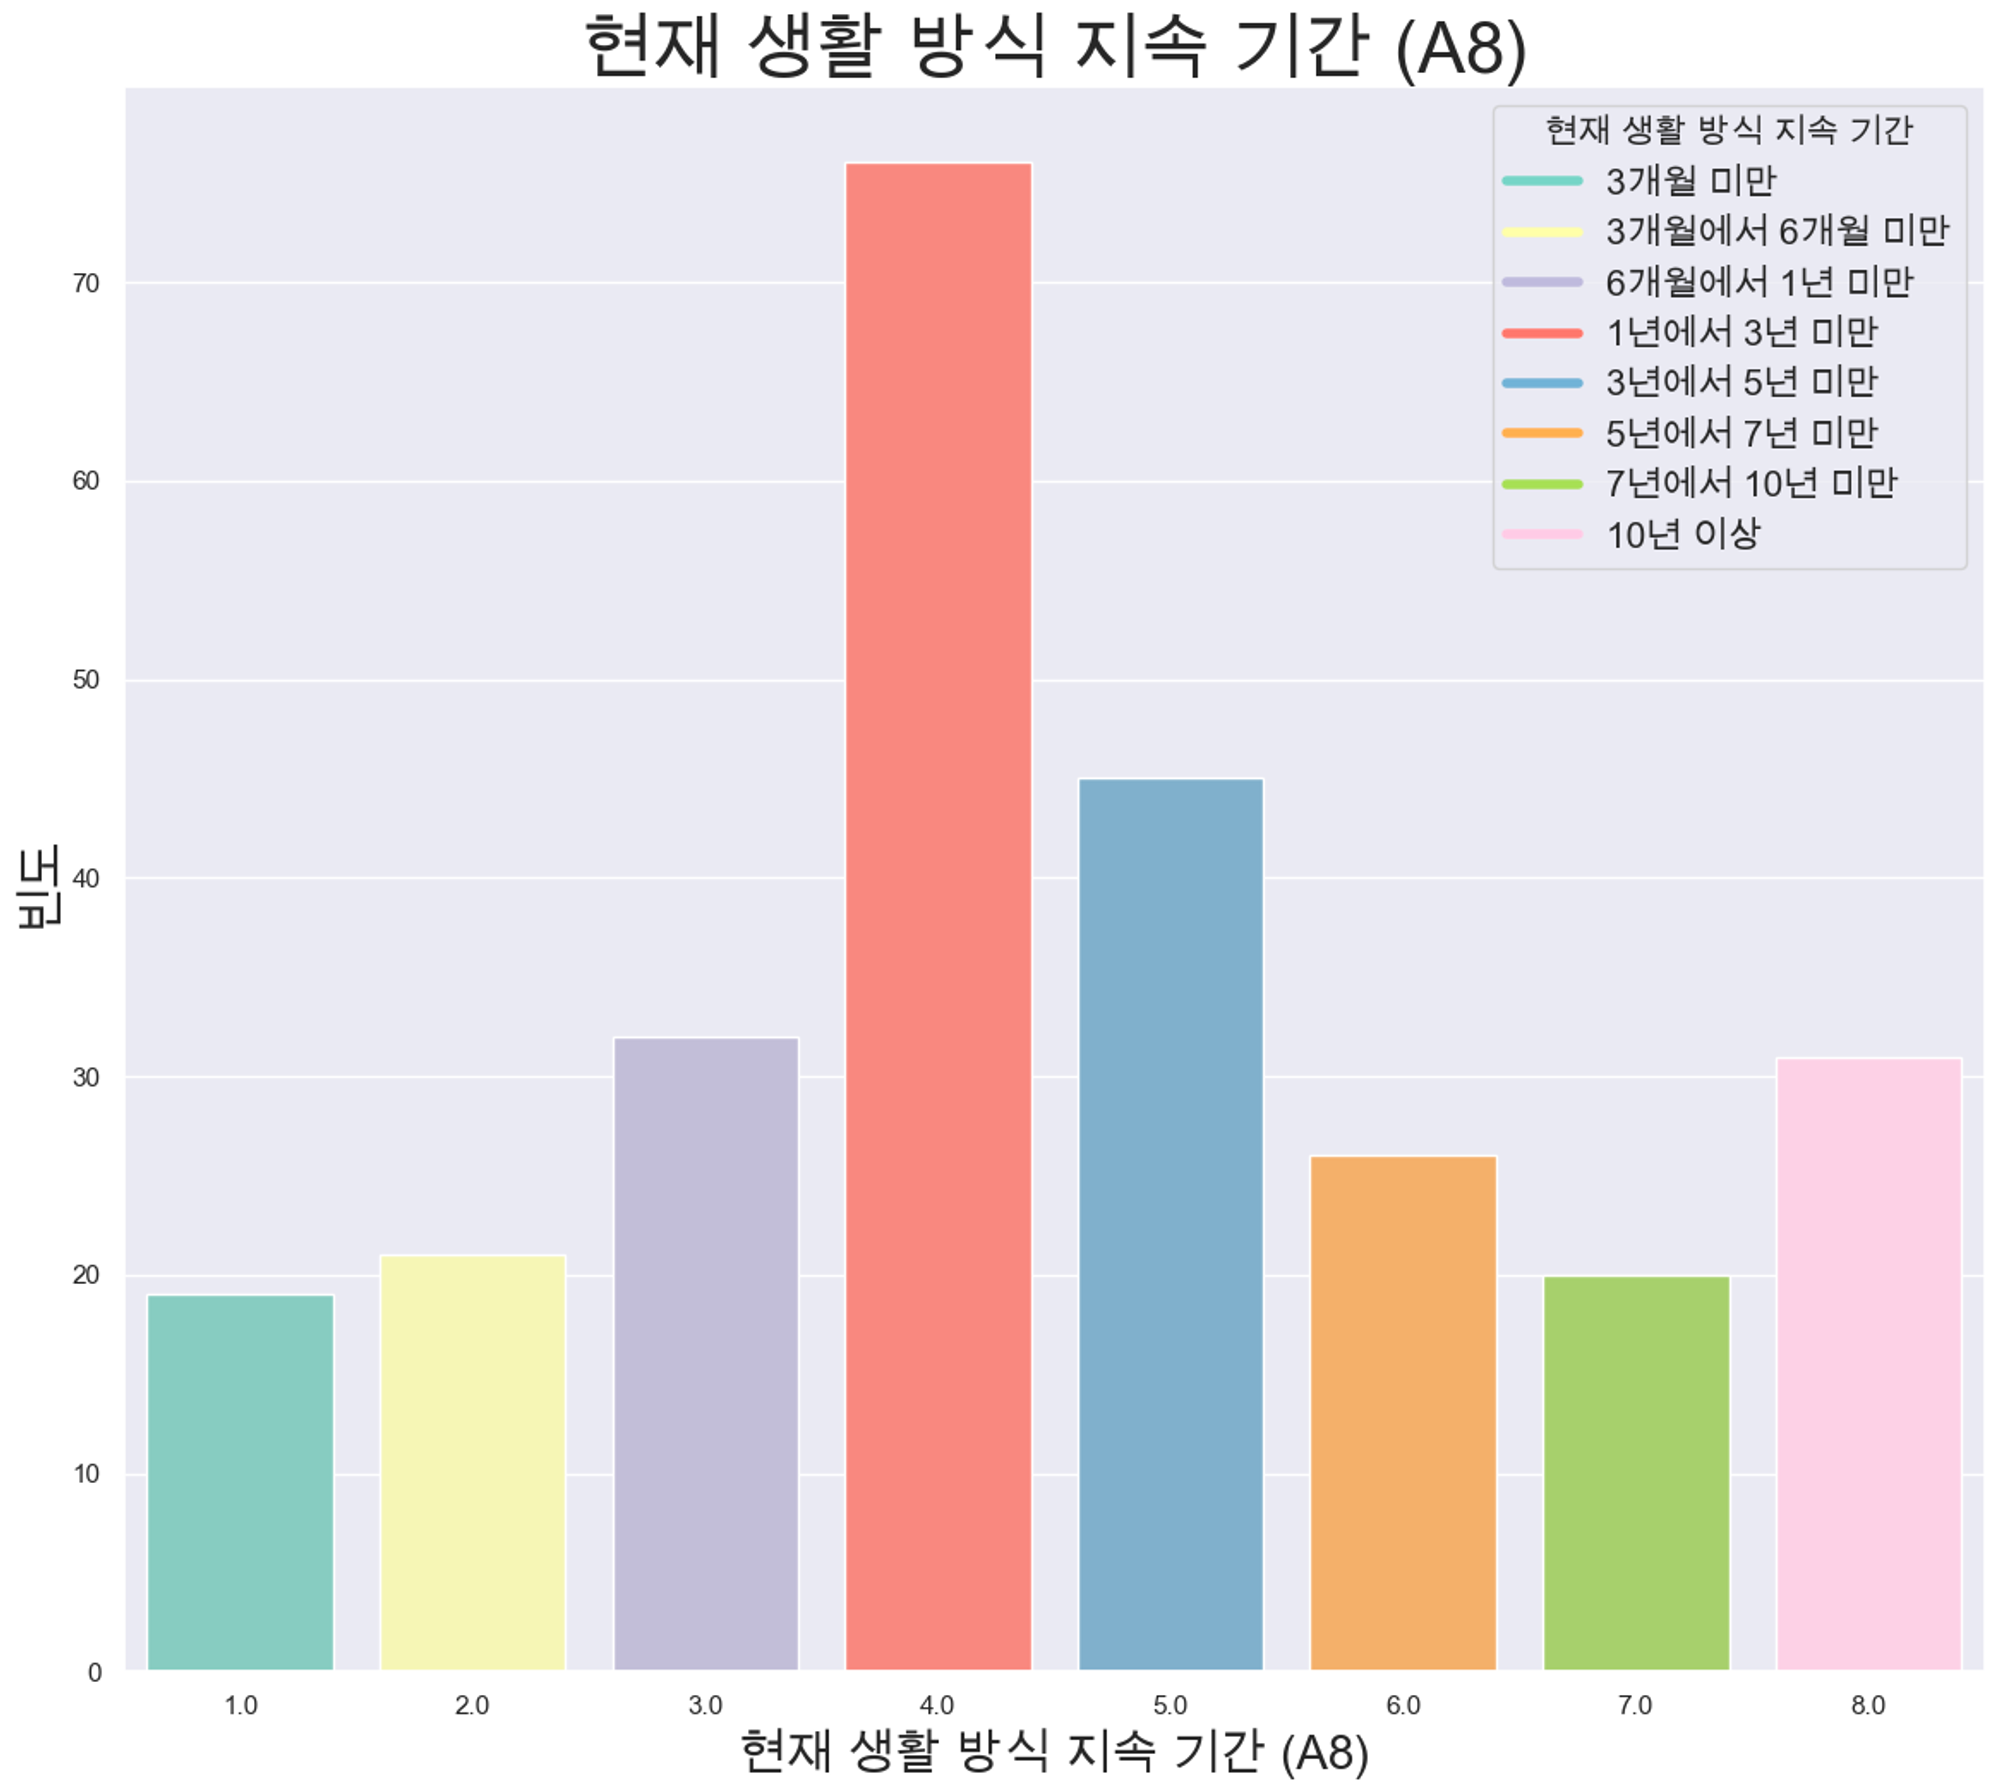 현재 생활 방식 지속 기간 (A8)
현재 생활 방식 지속 기간
3개월 미만
3개월에서 6개월 미만
6개월에서 1년 미만
1년에서 3년 미만
3년에서 5년 미만
5년에서 7년 미만
7년에서 10년 미만
10년 이상
빈도
70
60
50
40
30
20
10
0
1.0 2.0 3.0 4.0 5.0 6.0 7.0 8.0
현재 생활 방식 지속 기간 (A8)